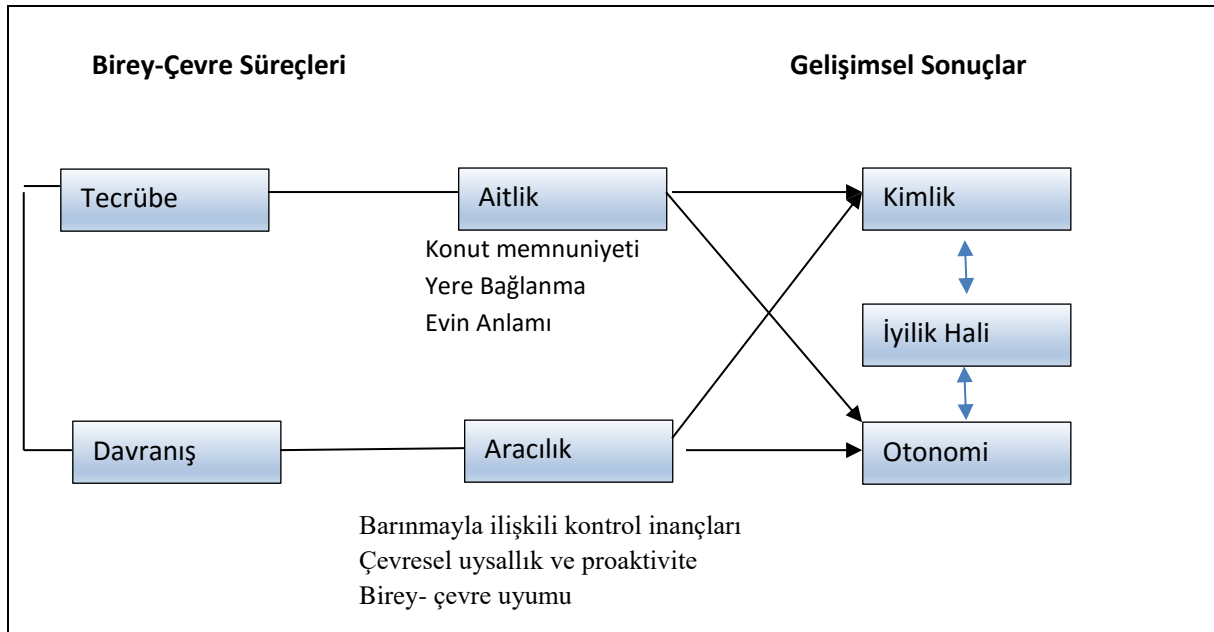 Birey-Çevre Süreçleri
Gelişimsel Sonuçlar
Tecrübe
Aitlik
Kimlik
Konut memnuniyeti
Yere Bağlanma
Evin Anlamı
İyilik Hali
Davranış
Aracılık
Otonomi
Barınmayla ilişkili kontrol inançları
Çevresel uysallık ve proaktivite
Birey- çevre uyumu